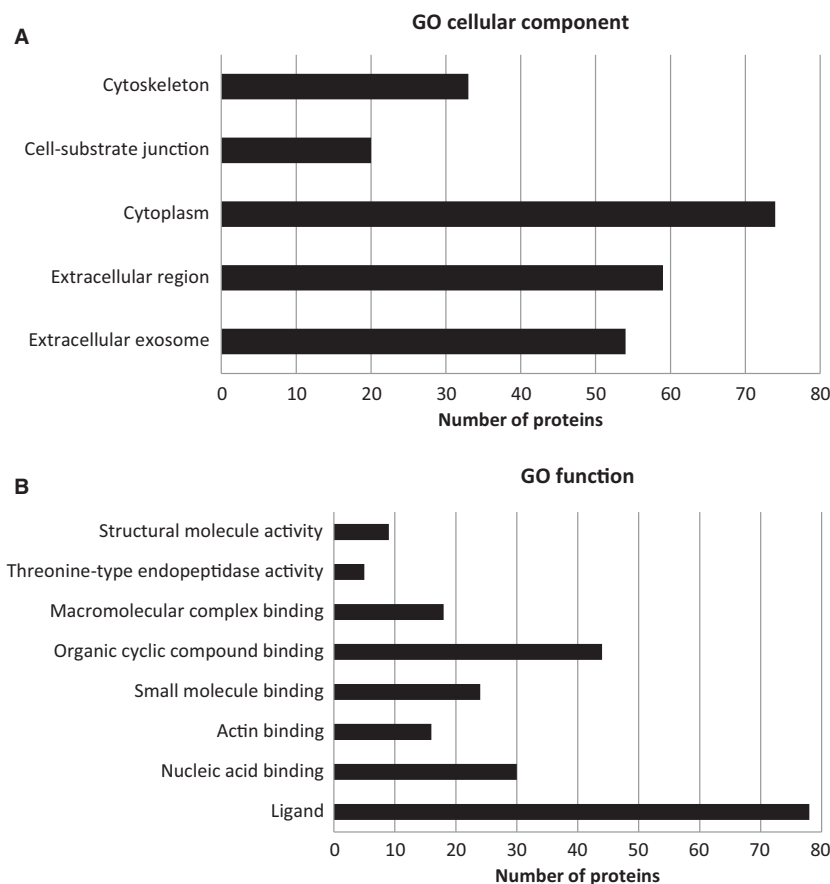 A
GO cellular component
Cytoskeleton
Cell-substrate junction
Cytoplasm
Extracellular region
Extracellular exosome
0 10 20 30 40 50 60 70 80
Number of proteins
B
GO function
Structural molecule activity
Threonine-type endopeptidase activity
Macromolecular complex binding
Organic cyclic compound binding
Small molecule binding
Actin binding
Nucleic acid binding
Ligand
0 10 20 30 40 50 60 70 80
Number of proteins